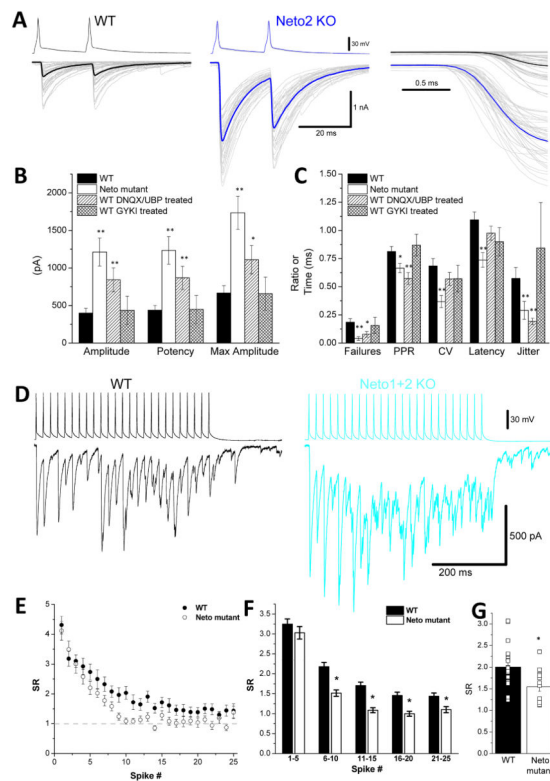 A
WT
Neto2 KO
30 mV
0.5 ms
1 nA
20 ms
B
WT
Neto mutant
WT DNQX/UBP treated
WT GYKI treated
(pA)
1750
1500
1250
1000
750
500
250
0
**
**
**
**
**
*
Amplitude
Potency
Max Amplitude
C
WT
Neto mutant
WT DNQX/UBP treated
WT GYKI treated
Ratio or
Time (ms)
1.50
1.25
1.00
0.75
0.50
0.25
0.00
**
*
*
**
**
**
**
**
Failures
PPR
CV
Latency
Jitter
D
WT
Neto1+2 KO
30 mV
500 pA
200 ms
E
WT
Neto mutant
SR
5
4
3
2
1
0
5
10
15
20
25
Spike #
F
WT
Neto mutant
SR
3.5
3.0
2.5
2.0
1.5
1.0
0.5
0.0
*
*
*
*
1-5
6-10
11-15
16-20
21-25
Spike #
G
SR
3.0
2.5
2.0
1.5
1.0
0.5
0.0
*
WT
Neto
mutant